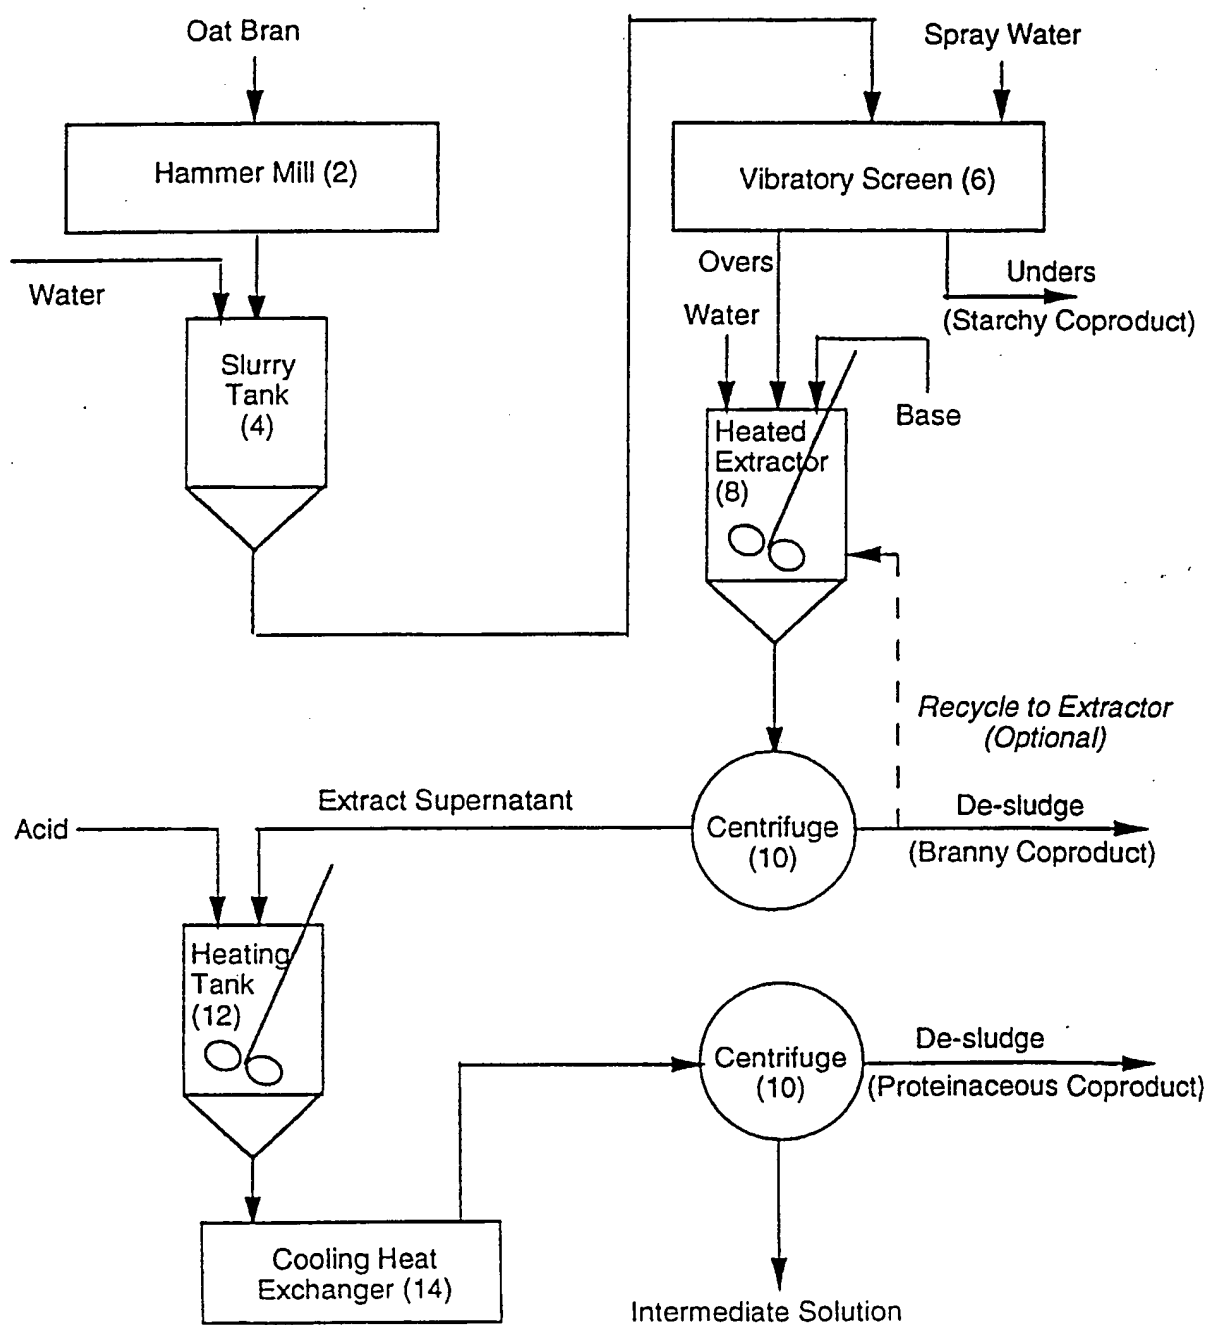 Oat Bran
Hammer Mill (2)
Water
Slurry
Tank
(4)
Spray Water
Vibratory Screen (6)
Overs
Unders
(Starchy Coproduct)
Water
Base
Heated
Extractor
(8)
Recycle to Extractor
(Optional)
Extract Supernatant
Centrifuge
(10)
De-sludge
(Branny Coproduct)
Acid
Heating
Tank
(12)
Centrifuge
(10)
De-sludge
(Proteinaceous Coproduct)
Cooling Heat
Exchanger (14)
Intermediate Solution